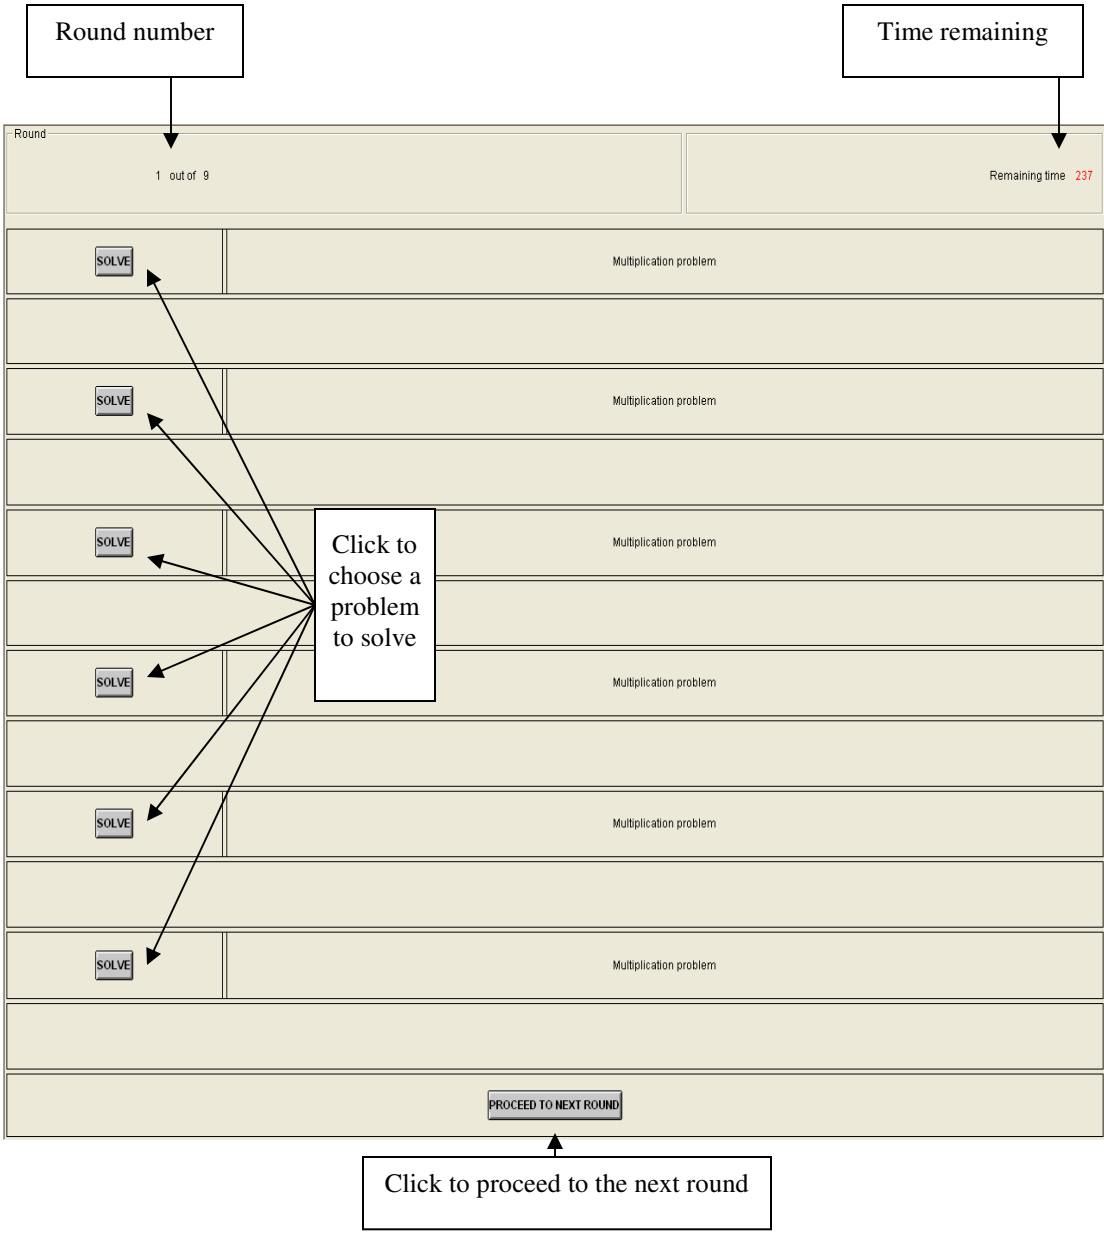 Round number
Time remaining
Round
1 out of 9
Remaining time 237
SOLVE
Multiplication problem
SOLVE
Multiplication problem
SOLVE
Multiplication problem
Click to
choose a
problem
to solve
SOLVE
Multiplication problem
SOLVE
Multiplication problem
SOLVE
Multiplication problem
PROCEED TO NEXT ROUND
Click to proceed to the next round